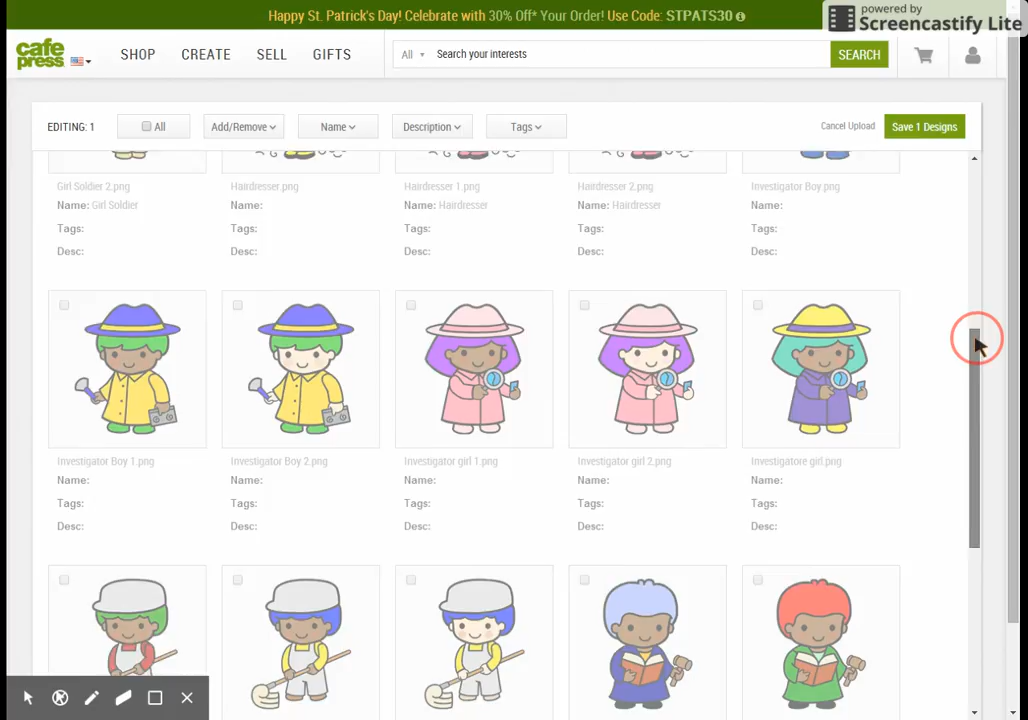 Happy St. Patrick's Day! Celebrate with 30% Off* Your Order! Use Code: STPATS30
powered by
Screencastify Lite
cafe
press
SHOP CREATE SELL GIFTS All Search your interests SEARCH
EDITING: 1 All Add/Remove Name Description Tags Cancel Upload Save 1 Designs
Girl Soldier 2.png Hairdresser.png Hairdresser 1.png Hairdresser 2.png Investigator Boy.png
Name: Girl Soldier Name: Name: Hairdresser Name: Hairdresser Name:
Tags: Tags: Tags: Tags: Tags:
Desc: Desc: Desc: Desc: Desc:
Investigator Boy 1.png Investigator Boy 2.png Investigator girl 1.png Investigator girl 2.png Investigatore girl.png
Name: Name: Name: Name: Name:
Tags: Tags: Tags: Tags: Tags:
Desc: Desc: Desc: Desc: Desc: